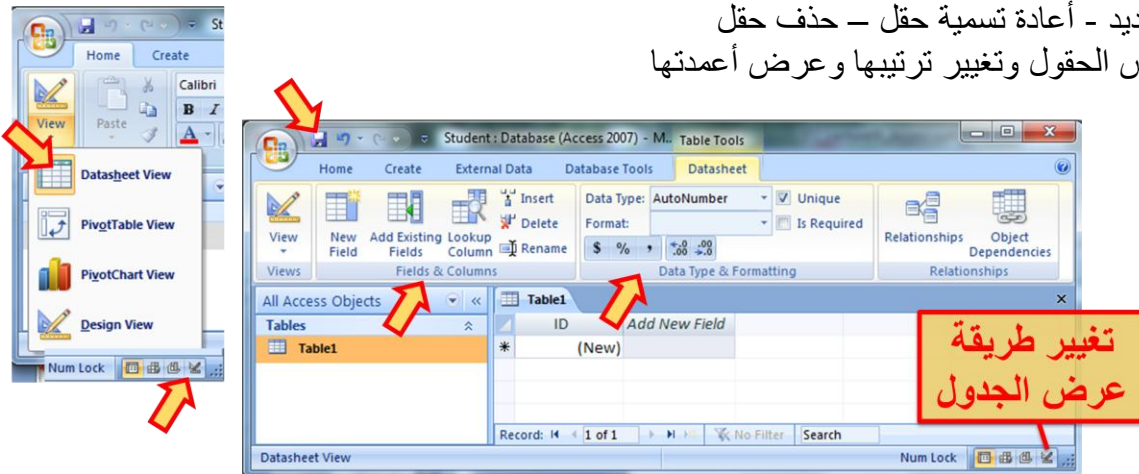 أعادة تسمية حقل – حذف حقل
الحقول وتغيير ترتيبها وعرض أعمدتها
Home Create
View
Paste
Calibri
B I
A
Datasheet View
PivotTable View
PivotChart View
Design View
Num Lock
Student : Database (Access 2007) - M.. Table Tools
Home Create External Data Database Tools Datasheet
View
New Field
Add Existing Fields
Lookup Column
Insert
Delete
Rename
Data Type: AutoNumber
Format:
$ % ,
Unique
Is Required
Relationships
Object Dependencies
Views Fields & Columns Data Type & Formatting Relationships
All Access Objects
Tables
Table1
Table1
ID Add New Field
* (New)
Record: 1 of 1 No Filter Search
Datasheet View Num Lock
تغيير طريقة
عرض الجدول